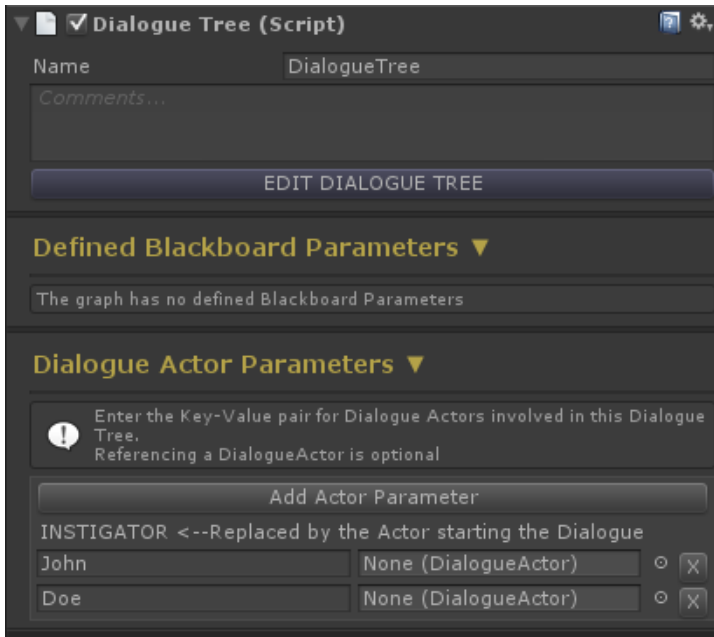 Dialogue Tree (Script)
Name DialogueTree
Comments...
EDIT DIALOGUE TREE
Defined Blackboard Parameters ▼
The graph has no defined Blackboard Parameters
Dialogue Actor Parameters ▼
Enter the Key-Value pair for Dialogue Actors involved in this Dialogue
Tree.
Referencing a DialogueActor is optional
Add Actor Parameter
INSTIGATOR <--Replaced by the Actor starting the Dialogue
John None (DialogueActor) X
Doe None (DialogueActor) X